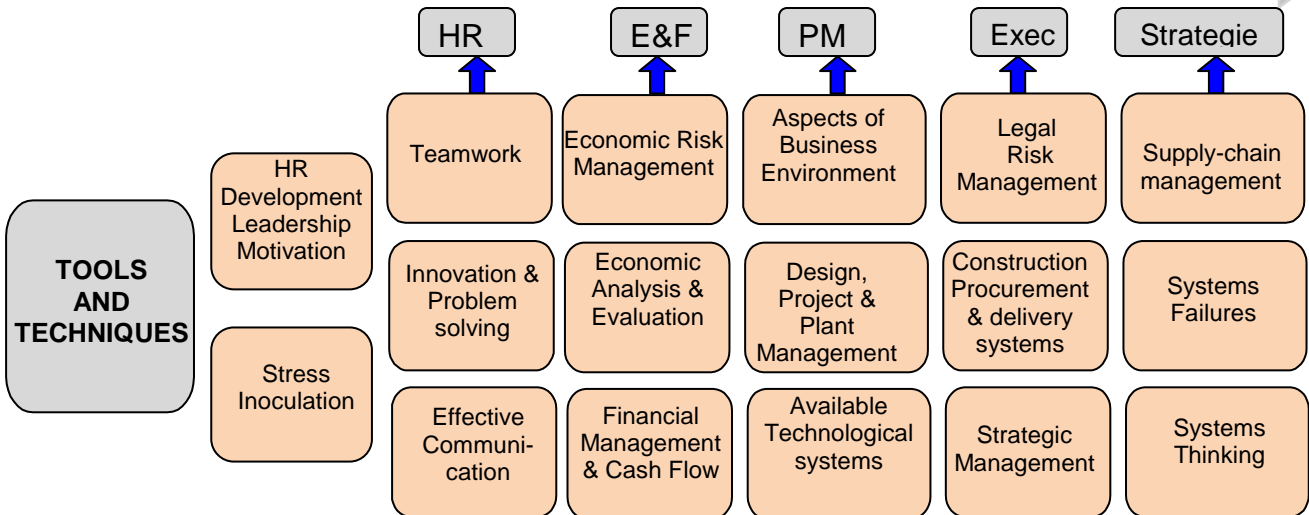 HR
E&F
PM
Exec
Strategie
TOOLS
AND
TECHNIQUES
HR
Development
Leadership
Motivation
Stress
Inoculation
Teamwork
Innovation &
Problem
solving
Effective
Communi-
cation
Economic Risk
Management
Economic
Analysis &
Evaluation
Financial
Management
& Cash Flow
Aspects of
Business
Environment
Design,
Project &
Plant
Management
Available
Technological
systems
Legal
Risk
Management
Construction
Procurement
& delivery
systems
Strategic
Management
Supply-chain
management
Systems
Failures
Systems
Thinking